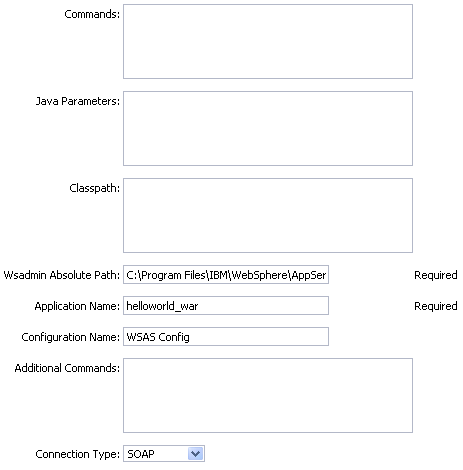 Commands:
Java Parameters:
Classpath:
Wsadmin Absolute Path: C:\Program Files\IBM\WebSphere\AppSer Required
Application Name: helloworld_war Required
Configuration Name: WSAS Config
Additional Commands:
Connection Type: SOAP